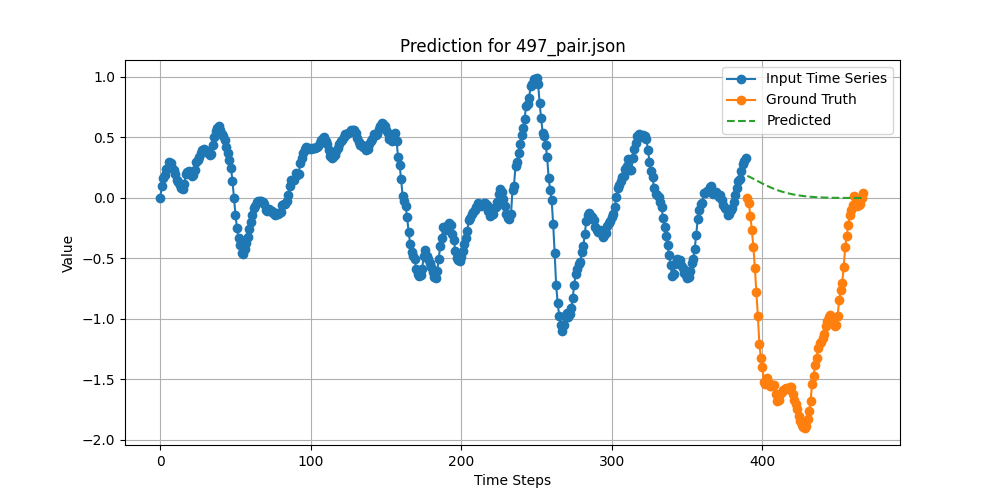 Prediction for 497_pair.json
Input Time Series
Ground Truth
Predicted
Value
1.0
0.5
0.0
−0.5
−1.0
−1.5
−2.0
0 100 200 300 400
Time Steps